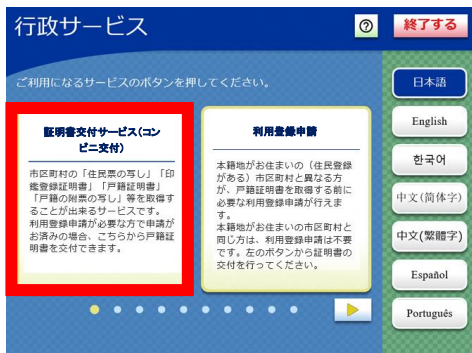 行政サービス
?
終了する
ご利用になるサービスのボタンを押してください。
証明書交付サービス(コン
ビニ交付)
市区町村の「住民票の写し」「印
鑑登録証明書」「戸籍証明書」
「戸籍の附票の写し」等を取得す
ることが出来るサービスです。
利用登録申請が必要な方で申請が
お済みの場合、こちらから戸籍証
明書を交付できます。
利用登録申請
本籍地がお住まいの（住民登録
がある）市区町村と異なる方
が、戸籍証明書を取得する前に
必要な利用登録申請が行えま
す。
本籍地がお住まいの市区町村と
同じ方は、利用登録申請は不要
です。左のボタンから証明書の
交付を行ってください。
日本語
English
한국어
中文(简体字)
中文(繁體字)
Español
Português